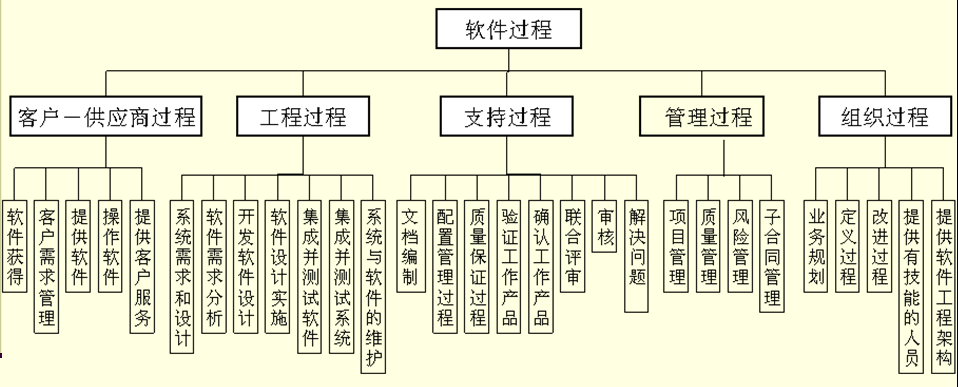 软件过程
客户－供应商过程
工程过程
支持过程
管理过程
组织过程
软件获得
客户需求管理
提供软件
操作软件
提供客户服务
系统需求和设计
软件需求分析
开发软件设计
软件设计实施
集成并测试软件
集成并测试系统
系统与软件的维护
文档编制
配置管理过程
质量保证过程
验证工作产品
确认工作产品
联合评审
审核
解决问题
项目管理
质量管理
风险管理
子合同管理
业务规划
定义过程
改进过程
提供有技能的人员
提供软件工程架构